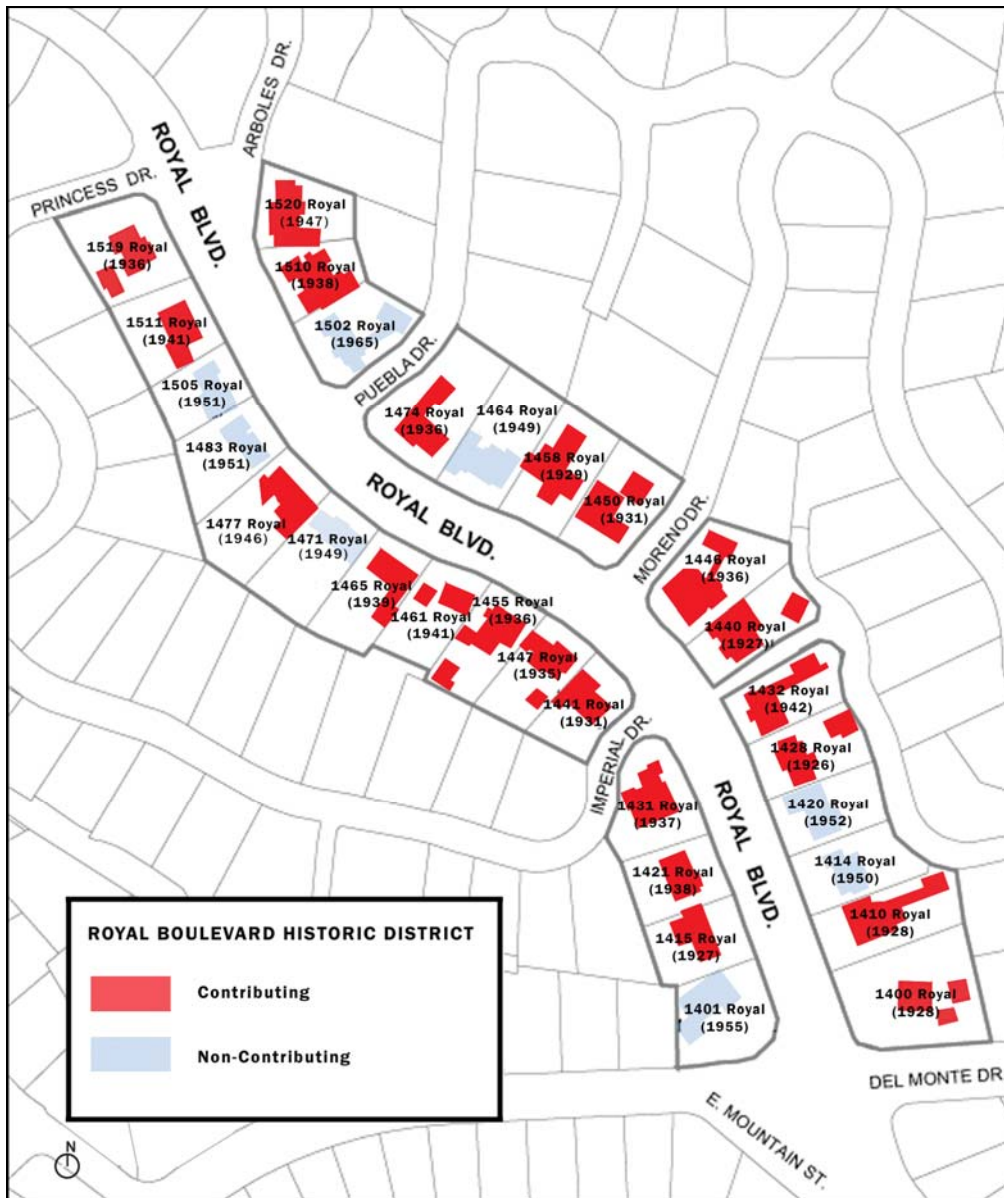 ARBOLES DR.
ROYAL BLVD.
PRINCESS DR.
1520 Royal
(1947)
1519 Royal
(1936)
1510 Royal
(1938)
1511 Royal
(1941)
1502 Royal
(1965)
PUEBLA DR.
1505 Royal
(1951)
1474 Royal
(1936)
1464 Royal
(1949)
1483 Royal
(1951)
1458 Royal
(1929)
1450 Royal
(1931)
ROYAL BLVD.
1477 Royal
(1946)
1471 Royal
(1949)
MORENO DR.
1446 Royal
(1936)
1465 Royal
(1939)
1461 Royal
(1941)
1455 Royal
(1936)
1440 Royal
(1927)
1447 Royal
(1935)
1441 Royal
(1931)
1432 Royal
(1942)
IMPERIAL DR.
1428 Royal
(1926)
1431 Royal
(1937)
ROYAL BLVD.
1420 Royal
(1952)
1421 Royal
(1938)
1414 Royal
(1950)
1415 Royal
(1927)
1410 Royal
(1928)
1400 Royal
(1928)
1401 Royal
(1955)
DEL MONTE DR
E. MOUNTAIN ST.
ROYAL BOULEVARD HISTORIC DISTRICT
Contributing
Non-Contributing
N